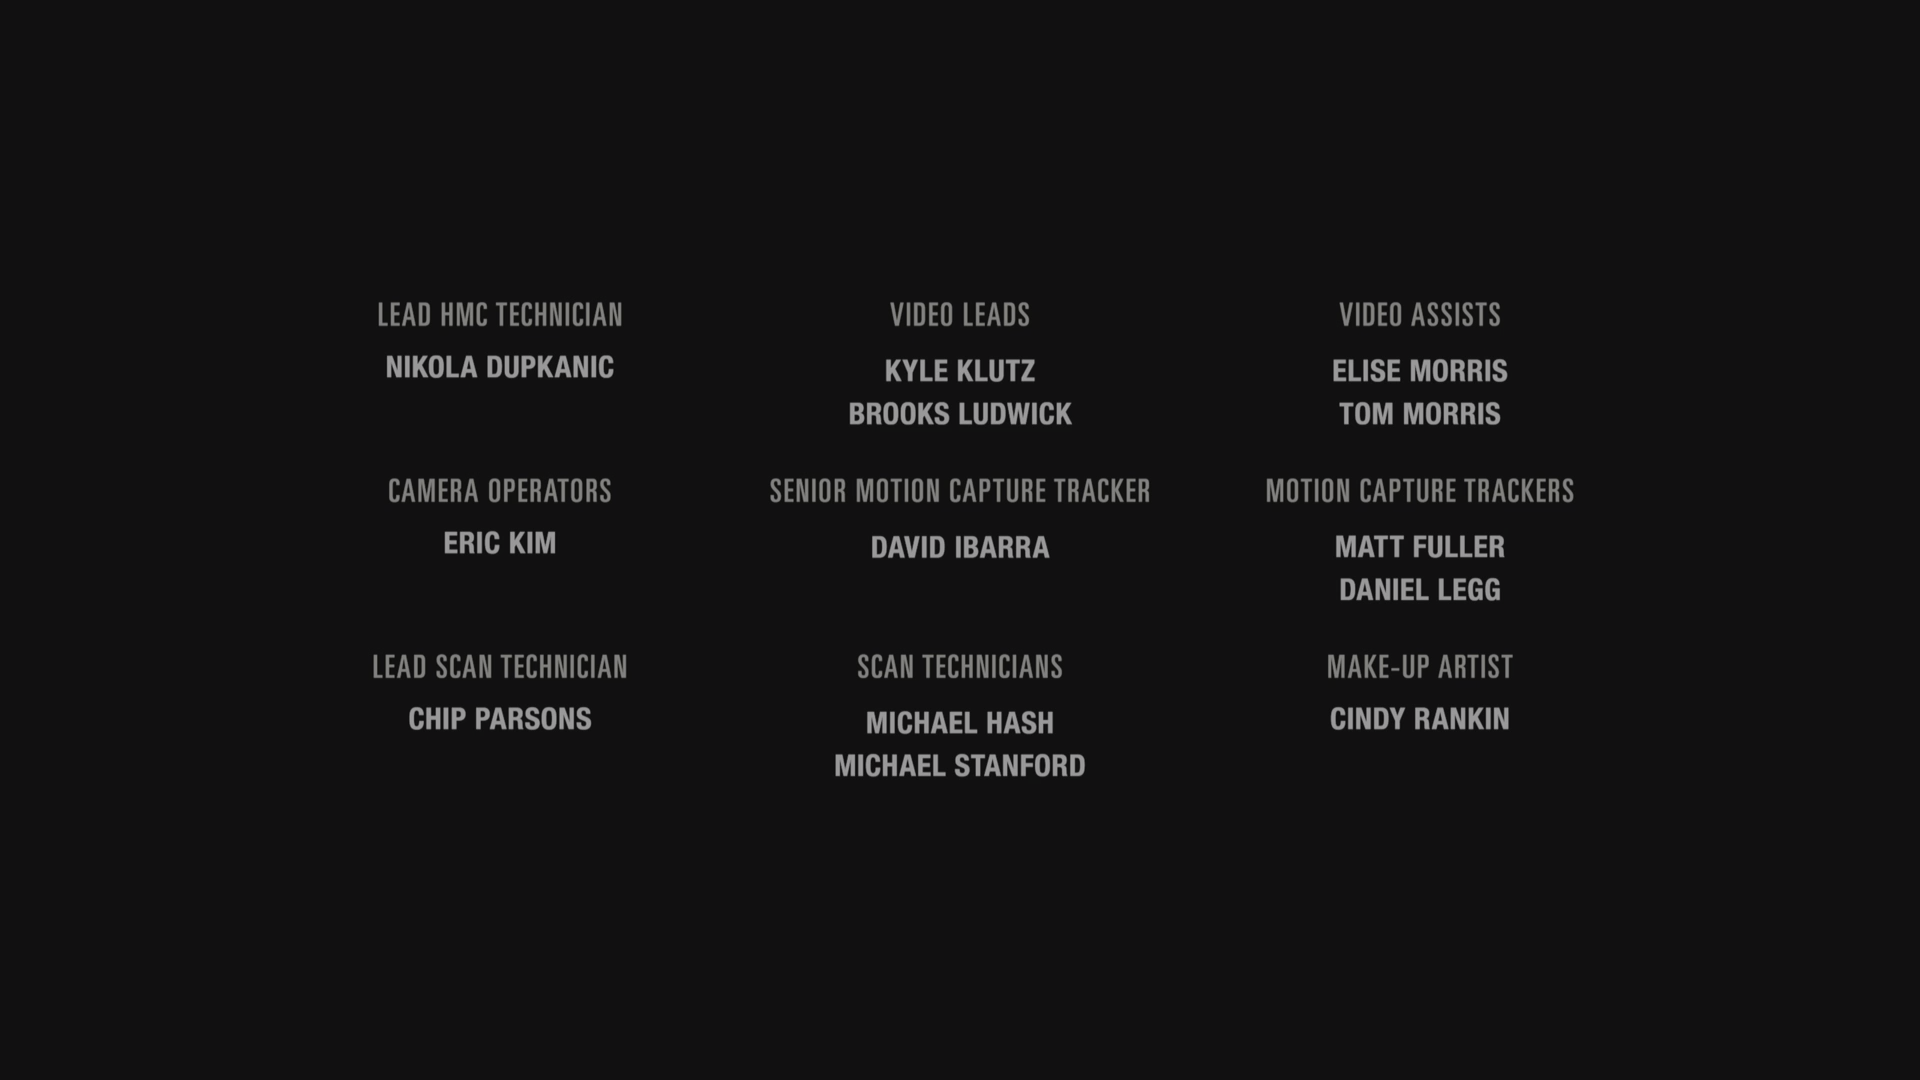 LEAD HMC TECHNICIAN
NIKOLA DUPKANIC
VIDEO LEADS
KYLE KLUTZ
BROOKS LUDWICK
VIDEO ASSISTS
ELISE MORRIS
TOM MORRIS
CAMERA OPERATORS
ERIC KIM
SENIOR MOTION CAPTURE TRACKER
DAVID IBARRA
MOTION CAPTURE TRACKERS
MATT FULLER
DANIEL LEGG
LEAD SCAN TECHNICIAN
CHIP PARSONS
SCAN TECHNICIANS
MICHAEL HASH
MICHAEL STANFORD
MAKE-UP ARTIST
CINDY RANKIN